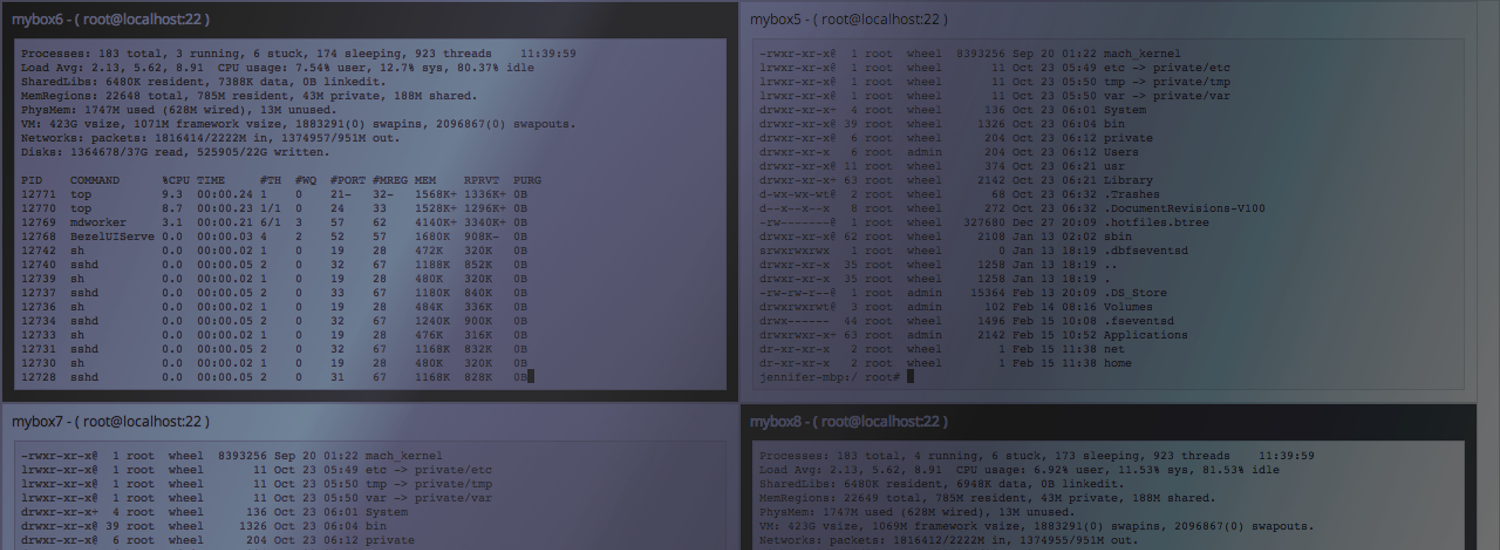 mybox6 - ( root@localhost:22 )
Processes: 183 total, 3 running, 6 stuck, 174 sleeping, 923 threads 11:39:59
Load Avg: 2.13, 5.62, 8.91 CPU usage: 7.54% user, 12.7% sys, 80.37% idle
SharedLibs: 6480K resident, 7388K data, 0B linkedit.
MemRegions: 22648 total, 785M resident, 43M private, 188M shared.
PhysMem: 1747M used (628M wired), 13M unused.
VM: 423G vsize, 1071M framework vsize, 1883291(0) swapins, 2096867(0) swapouts.
Networks: packets: 1816414/2222M in, 1374957/951M out.
Disks: 1364678/37G read, 525905/22G written.
PID COMMAND %CPU TIME #TH #WQ #PORT #MREG MEM RPRVT PURG
12771 top 9.3 00:00.24 1 0 21- 32- 1568K+ 1336K+ 0B
12770 top 8.7 00:00.23 1/1 0 24 33 1528K+ 1296K+ 0B
12769 mdworker 3.1 00:00.21 6/1 3 57 62 4140K+ 3340K+ 0B
12768 BezelUIServe 0.0 00:00.03 4 2 52 57 1680K 908K- 0B
12742 sh 0.0 00:00.02 1 0 19 28 472K 320K 0B
12740 sshd 0.0 00:00.05 2 0 32 67 1188K 852K 0B
12739 sh 0.0 00:00.02 1 0 19 28 480K 320K 0B
12737 sshd 0.0 00:00.05 2 0 33 67 1180K 840K 0B
12736 sh 0.0 00:00.02 1 0 19 28 484K 336K 0B
12734 sshd 0.0 00:00.05 2 0 32 67 1240K 900K 0B
12733 sh 0.0 00:00.02 1 0 19 28 476K 316K 0B
12731 sshd 0.0 00:00.05 2 0 32 67 1168K 832K 0B
12730 sh 0.0 00:00.02 1 0 19 28 480K 320K 0B
12728 sshd 0.0 00:00.05 2 0 31 67 1168K 828K 0B
mybox5 - ( root@localhost:22 )
-rwxr-xr-x@ 1 root wheel 8393256 Sep 20 01:22 mach_kernel
lrwxr-xr-x@ 1 root wheel 11 Oct 23 05:49 etc -> private/etc
lrwxr-xr-x@ 1 root wheel 11 Oct 23 05:50 tmp -> private/tmp
lrwxr-xr-x@ 1 root wheel 11 Oct 23 05:50 var -> private/var
drwxr-xr-x+ 4 root wheel 136 Oct 23 06:01 System
drwxr-xr-x@ 39 root wheel 1326 Oct 23 06:04 bin
drwxr-xr-x@ 6 root wheel 204 Oct 23 06:12 private
drwxr-xr-x 6 root admin 204 Oct 23 06:12 Users
drwxr-xr-x@ 11 root wheel 374 Oct 23 06:21 usr
drwxr-xr-x+ 63 root wheel 2142 Oct 23 06:21 Library
d-wx-wx-wt@ 2 root wheel 68 Oct 23 06:32 .Trashes
d--x--x--x 8 root wheel 272 Oct 23 06:32 .DocumentRevisions-V100
-rw-------@ 1 root wheel 327680 Dec 27 20:09 .hotfiles.btree
drwxr-xr-x@ 62 root wheel 2108 Jan 13 02:02 sbin
srwxrwxrwx 1 root wheel 0 Jan 13 18:19 .dbfseventsd
drwxr-xr-x 35 root wheel 1258 Jan 13 18:19 ..
drwxr-xr-x 35 root wheel 1258 Jan 13 18:19 .
-rw-rw-r--@ 1 root admin 15364 Feb 13 20:09 .DS_Store
drwxrwxrwt@ 3 root admin 102 Feb 14 08:16 Volumes
drwx------ 44 root wheel 1496 Feb 15 10:08 .fseventsd
drwxrwxr-x+ 63 root admin 2142 Feb 15 10:52 Applications
dr-xr-xr-x 2 root wheel 1 Feb 15 11:38 net
dr-xr-xr-x 2 root wheel 1 Feb 15 11:38 home
jennifer-mbp:/ root#
mybox7 - ( root@localhost:22 )
-rwxr-xr-x@ 1 root wheel 8393256 Sep 20 01:22 mach_kernel
lrwxr-xr-x@ 1 root wheel 11 Oct 23 05:49 etc -> private/etc
lrwxr-xr-x@ 1 root wheel 11 Oct 23 05:50 tmp -> private/tmp
lrwxr-xr-x@ 1 root wheel 11 Oct 23 05:50 var -> private/var
drwxr-xr-x+ 4 root wheel 136 Oct 23 06:01 System
drwxr-xr-x@ 39 root wheel 1326 Oct 23 06:04 bin
drwxr-xr-x@ 6 root wheel 204 Oct 23 06:12 private
mybox8 - ( root@localhost:22 )
Processes: 183 total, 4 running, 6 stuck, 173 sleeping, 923 threads 11:39:59
Load Avg: 2.13, 5.62, 8.91 CPU usage: 6.92% user, 11.53% sys, 81.53% idle
SharedLibs: 6480K resident, 6948K data, 0B linkedit.
MemRegions: 22649 total, 785M resident, 43M private, 188M shared.
PhysMem: 1747M used (628M wired), 13M unused.
VM: 423G vsize, 1069M framework vsize, 1883291(0) swapins, 2096867(0) swapouts.
Networks: packets: 1816412/2222M in, 1374955/951M out.